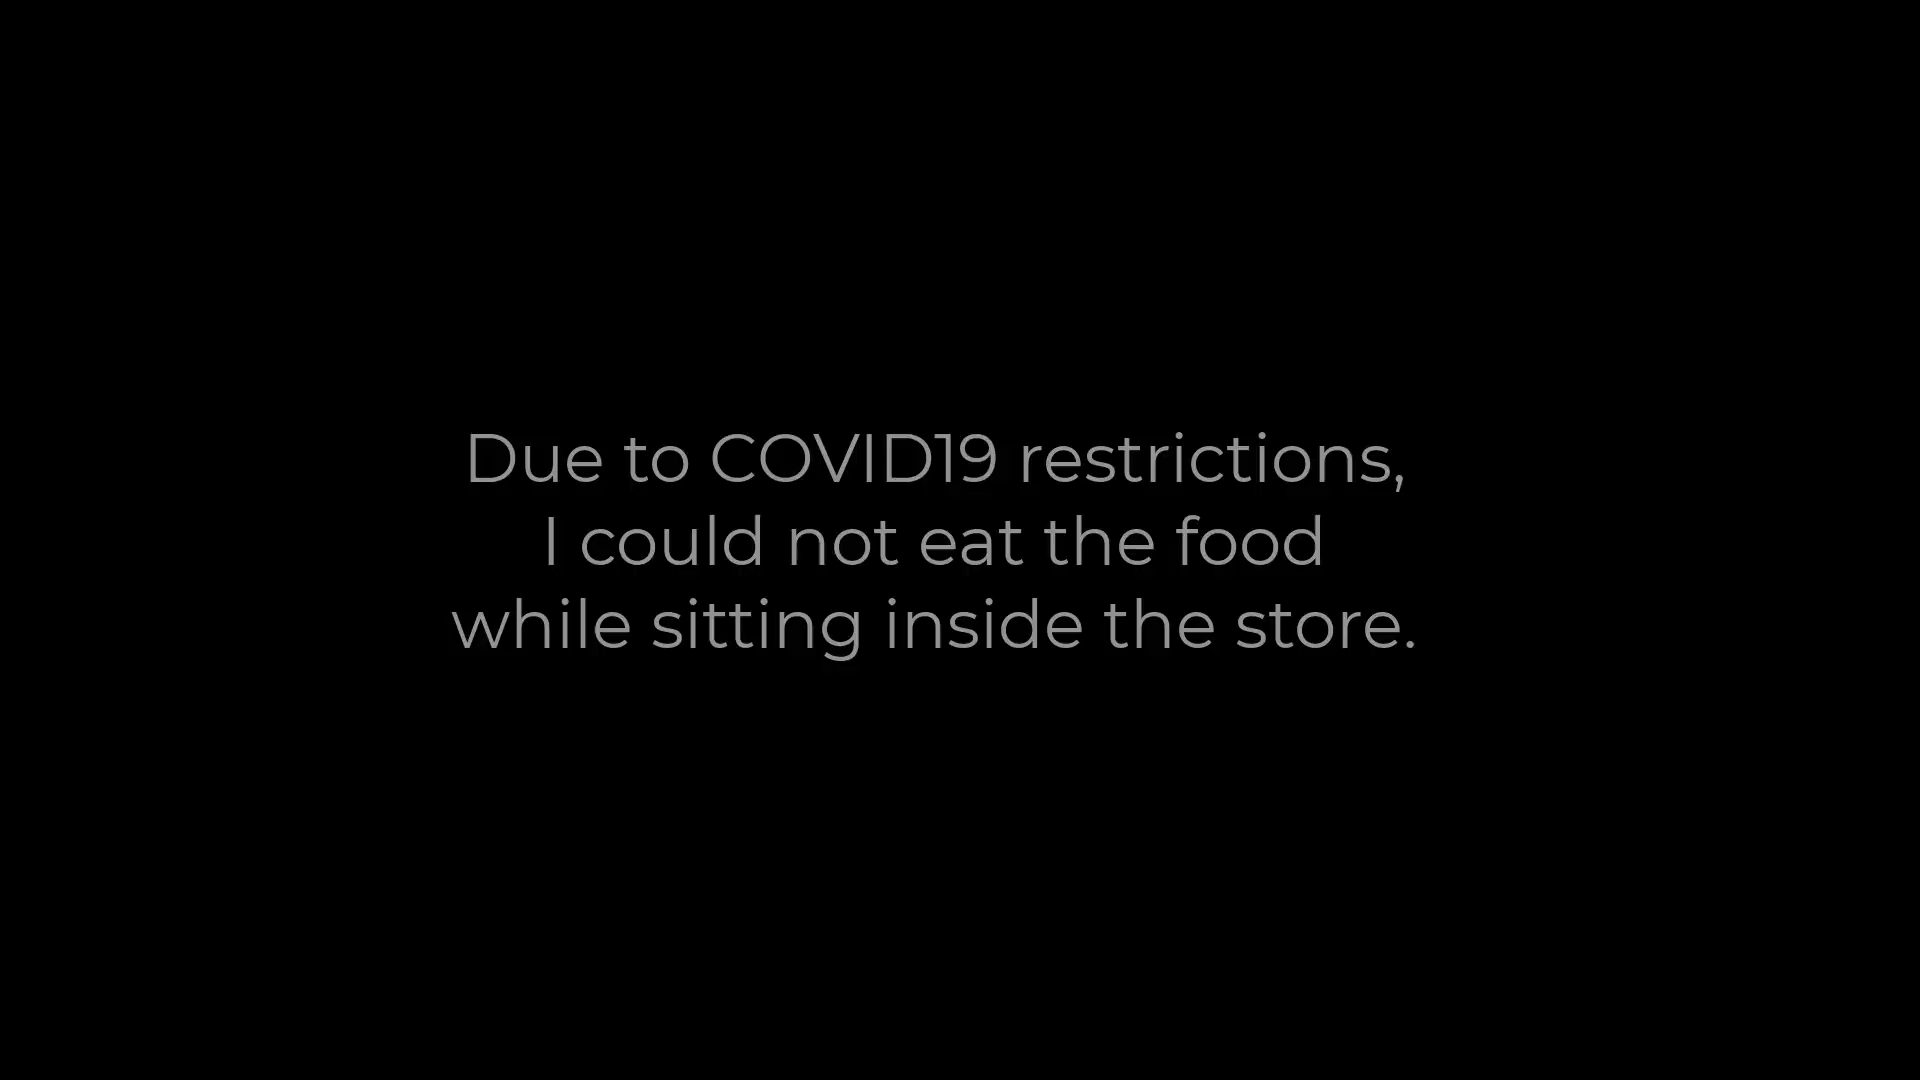 Due to COVID19 restrictions,
I could not eat the food
while sitting inside the store.